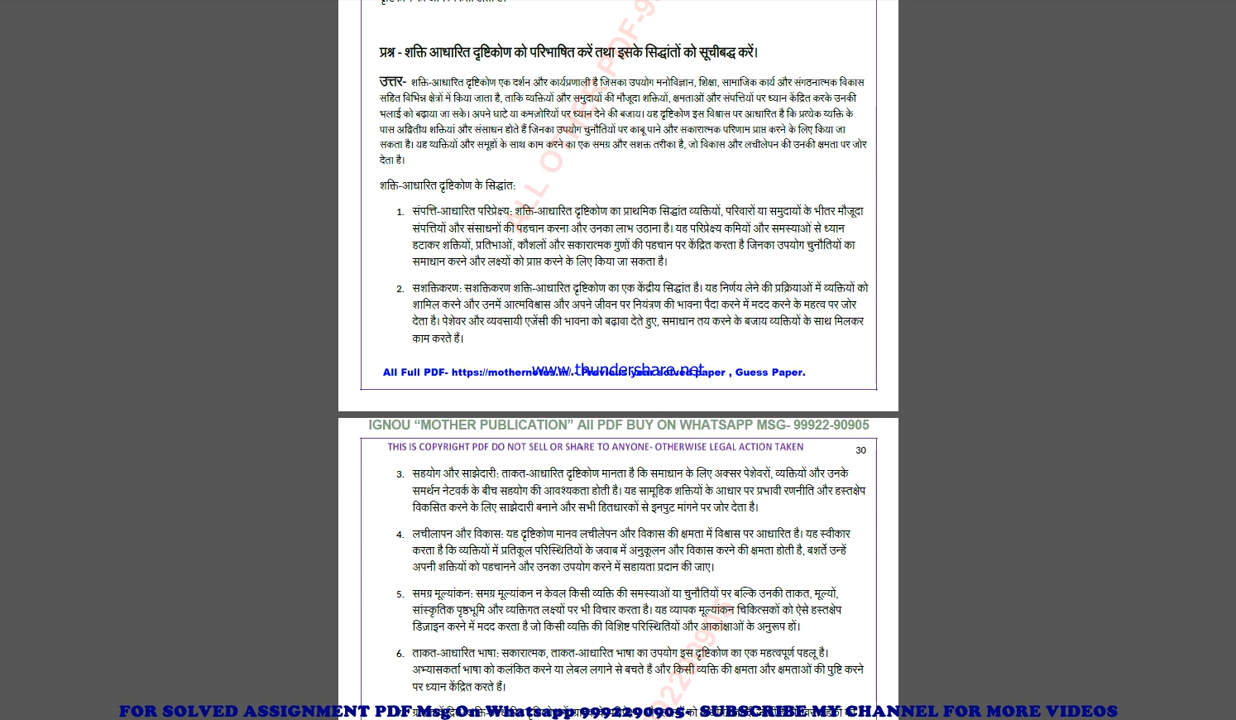 प्रश्न - शक्ति आधारित दृष्टिकोण को परिभाषित करें तथा इसके सिद्धांतों को सूचीबद्ध करें।
उत्तर- शक्ति-आधारित दृष्टिकोण एक दर्शन और कार्यप्रणाली है जिसका उपयोग मनोविज्ञान, शिक्षा, सामाजिक कार्य और संगठनात्मक विकास
सहित विभिन्न क्षेत्रों में किया जाता है, ताकि व्यक्तियों और समुदायों की मौजूदा शक्तियों, क्षमताओं और संपत्तियों पर ध्यान केंद्रित करके उनकी
भलाई को बढ़ाया जा सके। अपने घाटे या कमज़ोरियों पर ध्यान देने की बजाय। यह दृष्टिकोण इस विश्वास पर आधारित है कि प्रत्येक व्यक्ति के
पास अद्वितीय शक्तियां और संसाधन होते हैं जिनका उपयोग चुनौतियों पर काबू पाने और सकारात्मक परिणाम प्राप्त करने के लिए किया जा
सकता है। यह व्यक्तियों और समूहों के साथ काम करने का एक समग्र और सशक्त तरीका है, जो विकास और लचीलेपन की उनकी क्षमता पर जोर
देता है।
शक्ति-आधारित दृष्टिकोण के सिद्धांत:
1. संपत्ति-आधारित परिप्रेक्ष्य: शक्ति-आधारित दृष्टिकोण का प्राथमिक सिद्धांत व्यक्तियों, परिवारों या समुदायों के भीतर मौजूदा
संपत्तियों और संसाधनों की पहचान करना और उनका लाभ उठाना है। यह परिप्रेक्ष्य कमियों और समस्याओं से ध्यान
हटाकर शक्तियों, प्रतिभाओं, कौशलों और सकारात्मक गुणों की पहचान पर केंद्रित करता है जिनका उपयोग चुनौतियों का
समाधान करने और लक्ष्यों को प्राप्त करने के लिए किया जा सकता है।
2. सशक्तिकरण: सशक्तिकरण शक्ति-आधारित दृष्टिकोण का एक केंद्रीय सिद्धांत है। यह निर्णय लेने की प्रक्रियाओं में व्यक्तियों को
शामिल करने और उनमें आत्मविश्वास और अपने जीवन पर नियंत्रण की भावना पैदा करने में मदद करने के महत्व पर जोर
देता है। पेशेवर और व्यवसायी एजेंसी की भावना को बढ़ावा देते हुए, समाधान तय करने के बजाय व्यक्तियों के साथ मिलकर
काम करते हैं।
www.thundershare.net
All Full PDF- https://mothernotes.in/ - Previous year solved paper , Guess Paper.
IGNOU “MOTHER PUBLICATION” All PDF BUY ON WHATSAPP MSG- 99922-90905
THIS IS COPYRIGHT PDF DO NOT SELL OR SHARE TO ANYONE- OTHERWISE LEGAL ACTION TAKEN
30
3. सहयोग और साझेदारी: ताकत-आधारित दृष्टिकोण मानता है कि समाधान के लिए अक्सर पेशेवरों, व्यक्तियों और उनके
समर्थन नेटवर्क के बीच सहयोग की आवश्यकता होती है। यह सामूहिक शक्तियों के आधार पर प्रभावी रणनीति और हस्तक्षेप
विकसित करने के लिए साझेदारी बनाने और सभी हितधारकों से इनपुट मांगने पर जोर देता है।
4. लचीलापन और विकास: यह दृष्टिकोण मानव लचीलेपन और विकास की क्षमता में विश्वास पर आधारित है। यह स्वीकार
करता है कि व्यक्तियों में प्रतिकूल परिस्थितियों के जवाब में अनुकूलन और विकास करने की क्षमता होती है, बशर्ते उन्हें
अपनी शक्तियों को पहचानने और उनका उपयोग करने में सहायता प्रदान की जाए।
5. समग्र मूल्यांकन: समग्र मूल्यांकन न केवल किसी व्यक्ति की समस्याओं या चुनौतियों पर बल्कि उनकी ताकत, मूल्यों,
सांस्कृतिक पृष्ठभूमि और व्यक्तिगत लक्ष्यों पर भी विचार करता है। यह व्यापक मूल्यांकन चिकित्सकों को ऐसे हस्तक्षेप
डिज़ाइन करने में मदद करता है जो किसी व्यक्ति की विशिष्ट परिस्थितियों और आकांक्षाओं के अनुरूप हों।
6. ताकत-आधारित भाषा: सकारात्मक, ताकत-आधारित भाषा का उपयोग इस दृष्टिकोण का एक महत्वपूर्ण पहलू है।
अभ्यासकर्ता भाषा को कलंकित करने या लेबल लगाने से बचते हैं और किसी व्यक्ति की क्षमता और क्षमताओं की पुष्टि करने
पर ध्यान केंद्रित करते हैं।
FOR SOLVED ASSIGNMENT PDF Msg On Whatsapp 9992290905- SUBSCRIBE MY CHANNEL FOR MORE VIDEOS